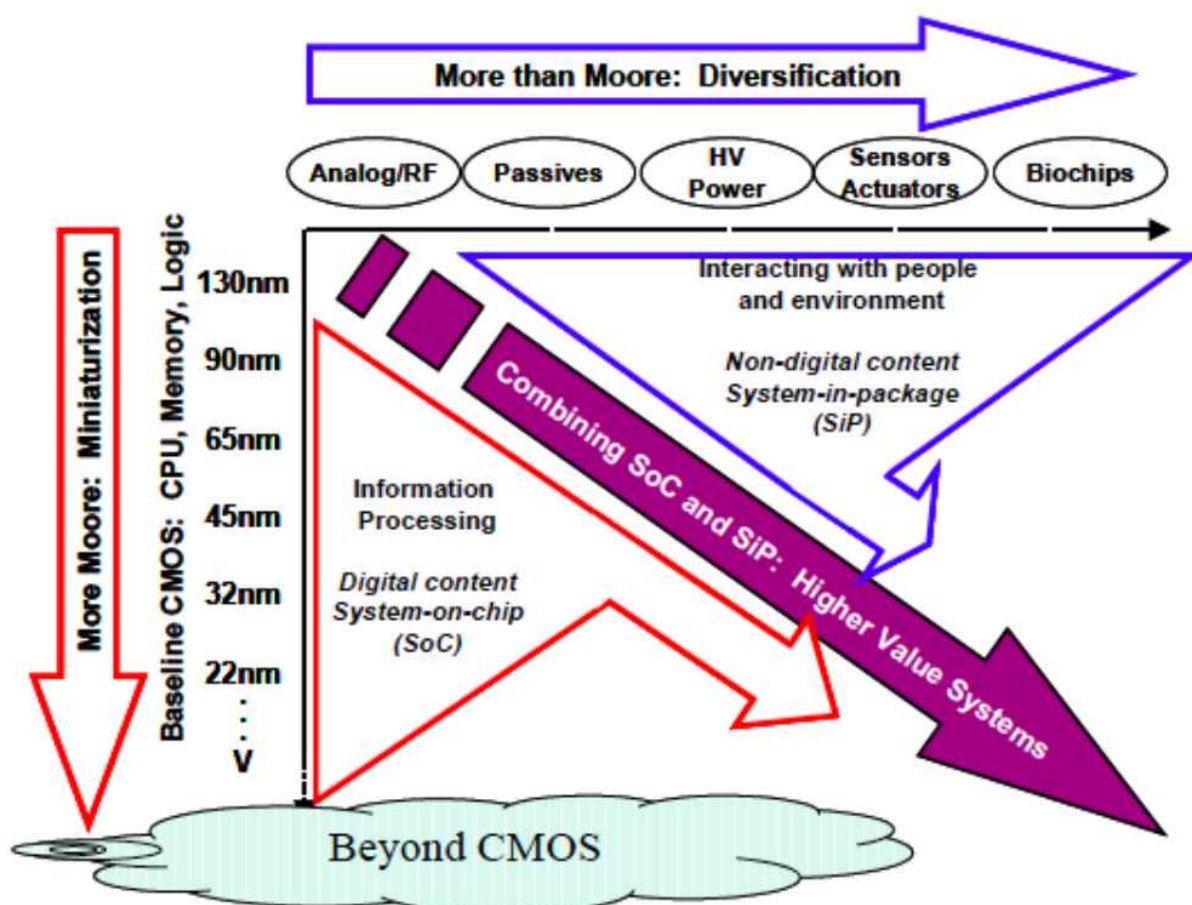 More than Moore: Diversification
Analog/RF
Passives
HV
Power
Sensors
Actuators
Biochips
More Moore: Miniaturization
Baseline CMOS: CPU, Memory, Logic
130nm
90nm
65nm
45nm
32nm
22nm
.
.
.
V
Interacting with people
and environment
Non-digital content
System-in-package
(SiP)
Combining SoC and SiP: Higher Value Systems
Information
Processing
Digital content
System-on-chip
(SoC)
Beyond CMOS